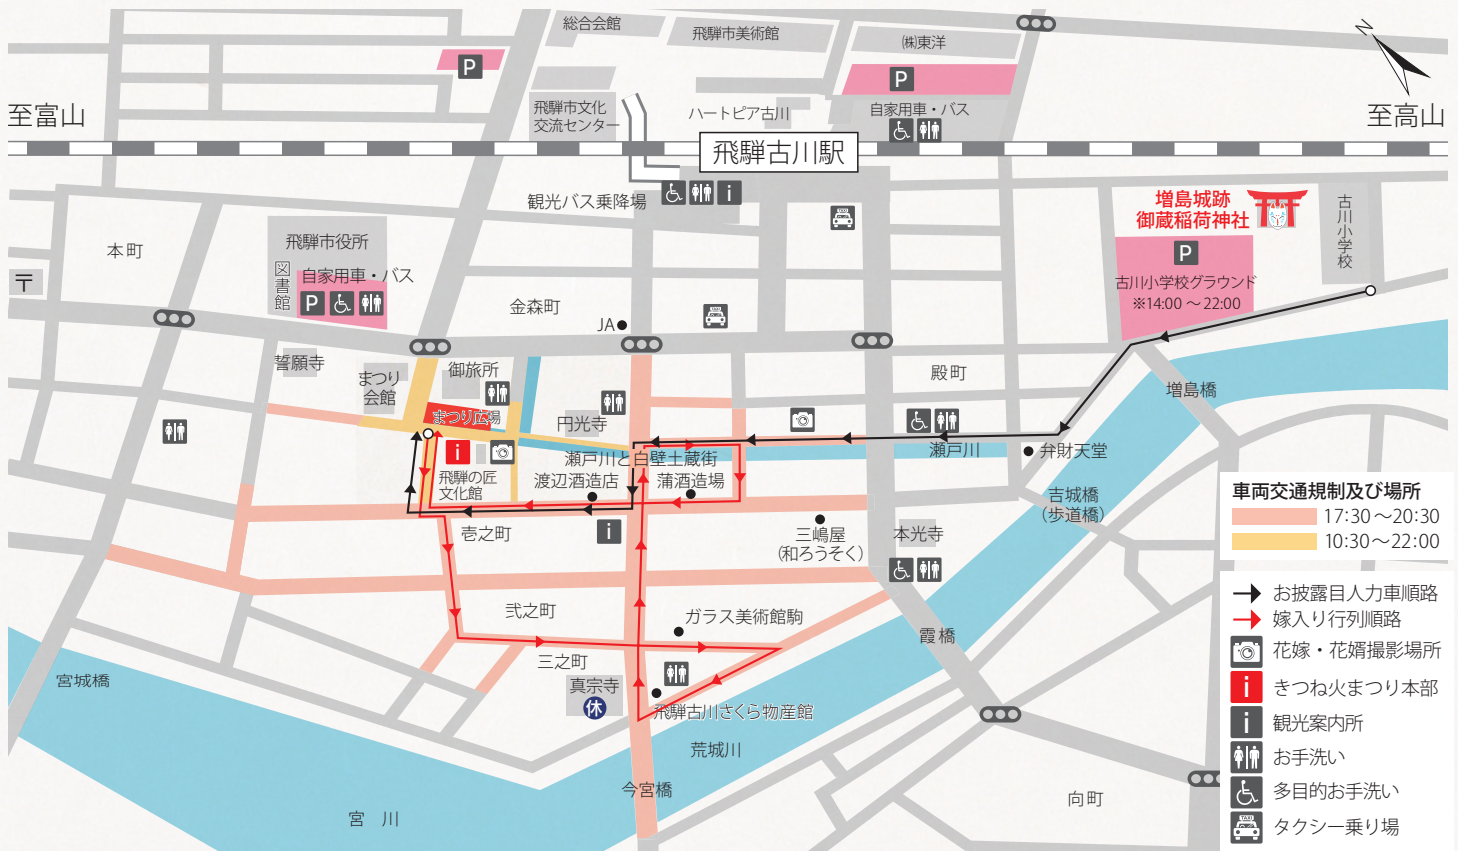 総合会館
飛騨市美術館
㈱東洋
N
P
P
至富山
飛騨市文化
交流センター
ハートピア古川
自家用車・バス
至高山
飛騨古川駅
観光バス乗降場
i
TAXI
増島城跡
御蔵稲荷神社
古川小学校
本町
飛騨市役所
図書館
自家用車・バス
P
〒
P
古川小学校グラウンド
※14:00～22:00
金森町
JA
TAXI
誓願寺
まつり
会館
御旅所
まつり広場
円光寺
殿町
増島橋
i
飛騨の匠
文化館
瀬戸川と白壁土蔵街
渡辺酒造店
蒲酒造場
瀬戸川
弁財天堂
吉城橋
(歩道橋)
壱之町
i
三嶋屋
(和ろうそく)
本光寺
弐之町
ガラス美術館駒
霞橋
三之町
真宗寺
休
飛騨古川さくら物産館
宮城橋
荒城川
今宮橋
宮 川
向町
車両交通規制及び場所
17:30～20:30
10:30～22:00
お披露目人力車順路
嫁入り行列順路
花嫁・花婿撮影場所
i きつね火まつり本部
i 観光案内所
お手洗い
多目的お手洗い
TAXI タクシー乗り場